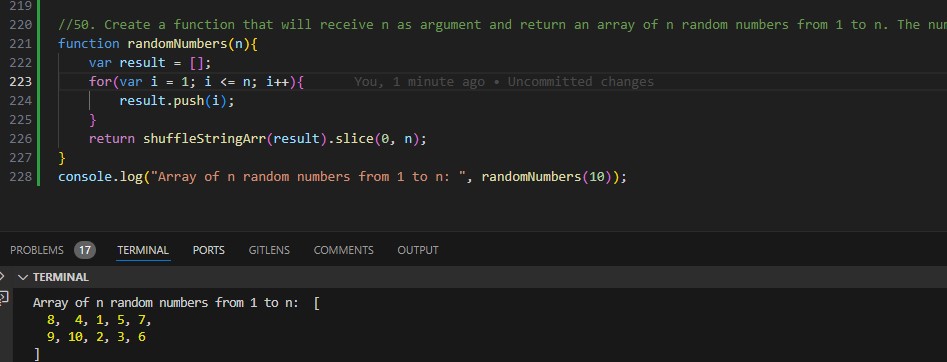 219
220 //50. Create a function that will receive n as argument and return an array of n random numbers from 1 to n. The
221 function randomNumbers(n){
222 var result = [];
223 for(var i = 1; i <= n; i++){ You, 1 minute ago • Uncommitted changes
224 result.push(i);
225 }
226 return shuffleStringArr(result).slice(0, n);
227 }
228 console.log("Array of n random numbers from 1 to n: ", randomNumbers(10));
PROBLEMS 17 TERMINAL PORTS GITLENS COMMENTS OUTPUT
TERMINAL
Array of n random numbers from 1 to n: [
8, 4, 1, 5, 7,
9, 10, 2, 3, 6
]